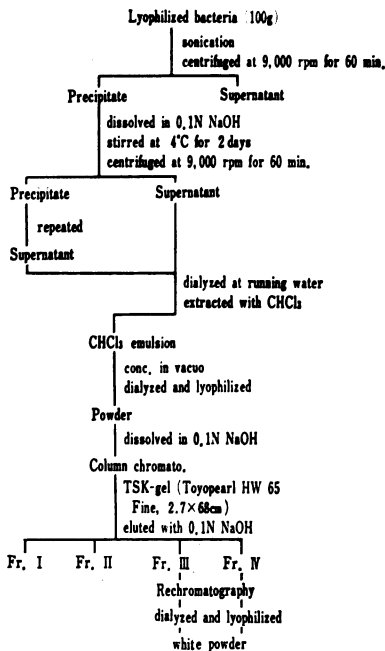 Lyophilized bacteria (100g)
sonication
centrifuged at 9,000 rpm for 60 min.
Precipitate Supernatant
dissolved in 0.1N NaOH
stirred at 4°C for 2 days
centrifuged at 9,000 rpm for 60 min.
Precipitate Supernatant
repeated
Supernatant
dialyzed at running water
extracted with CHCl₃
CHCl₃ emulsion
conc. in vacuo
dialyzed and lyophilized
Powder
dissolved in 0.1N NaOH
Column chromato.
TSK-gel (Toyopearl HW 65
Fine, 2.7×68cm)
eluted with 0.1N NaOH
Fr. I Fr. II Fr. III Fr. IV
Rechromatography
dialyzed and lyophilized
white powder